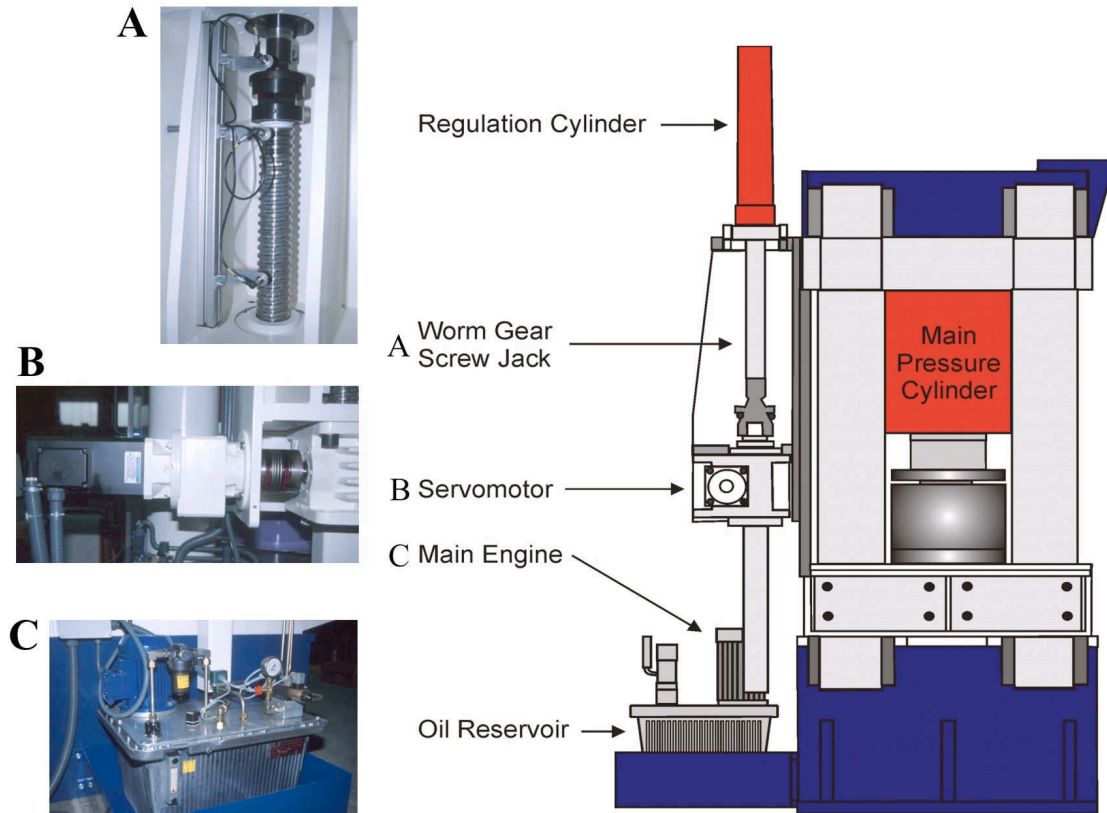 A
B
C
Regulation Cylinder
A Worm Gear
Screw Jack
B Servomotor
C Main Engine
Oil Reservoir
Main
Pressure
Cylinder